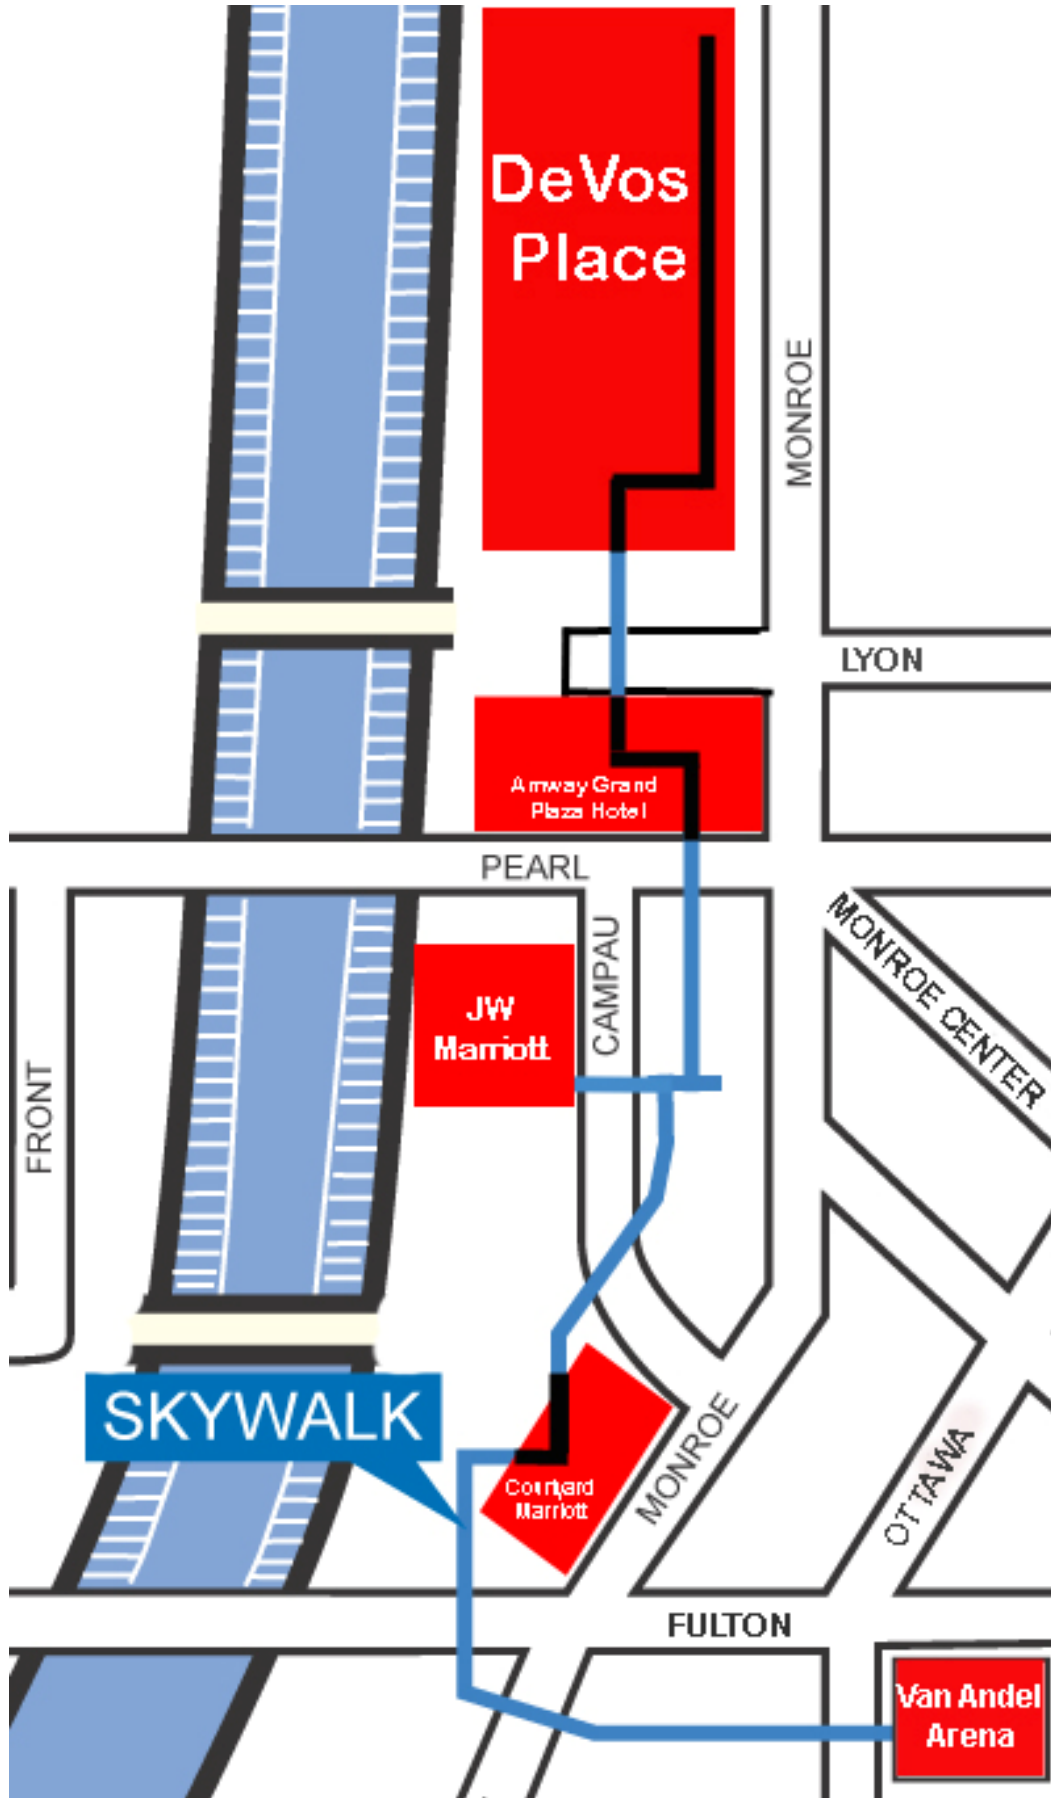 DeVos
Place
MONROE
LYON
Amway Grand
Plaza Hotel
PEARL
MONROE CENTER
CAMPAU
JW
Marriott
FRONT
SKYWALK
MONROE
Courtyard
Marriott
OTTAWA
FULTON
Van Andel
Arena